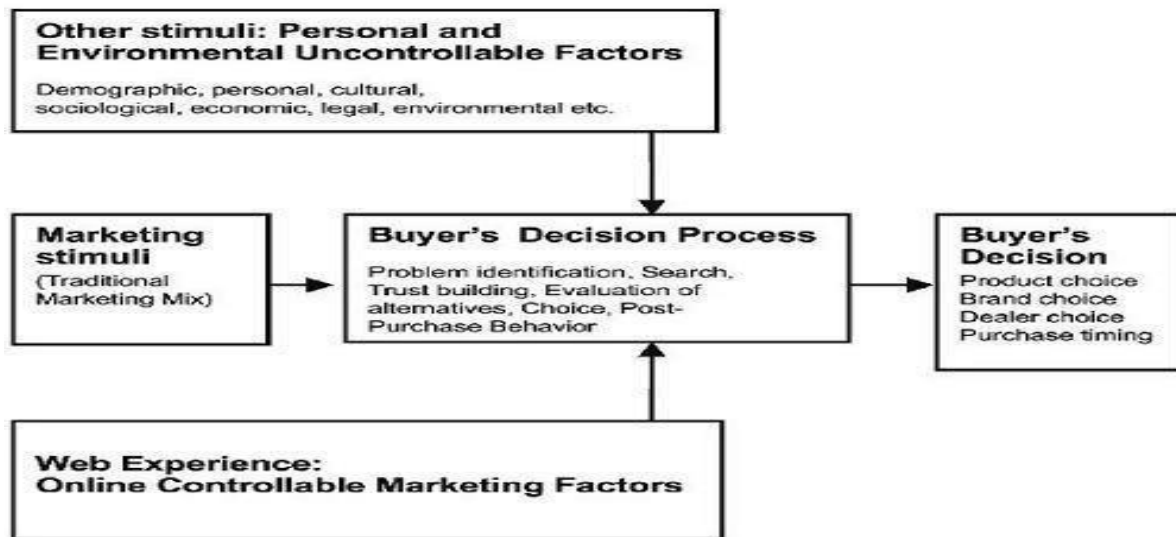 Other stimuli: Personal and
Environmental Uncontrollable Factors
Demographic, personal, cultural,
sociological, economic, legal, environmental etc.
Marketing
stimuli
(Traditional
Marketing Mix)
Buyer's Decision Process
Problem identification, Search,
Trust building, Evaluation of
alternatives, Choice, Post-
Purchase Behavior
Buyer's
Decision
Product choice
Brand choice
Dealer choice
Purchase timing
Web Experience:
Online Controllable Marketing Factors